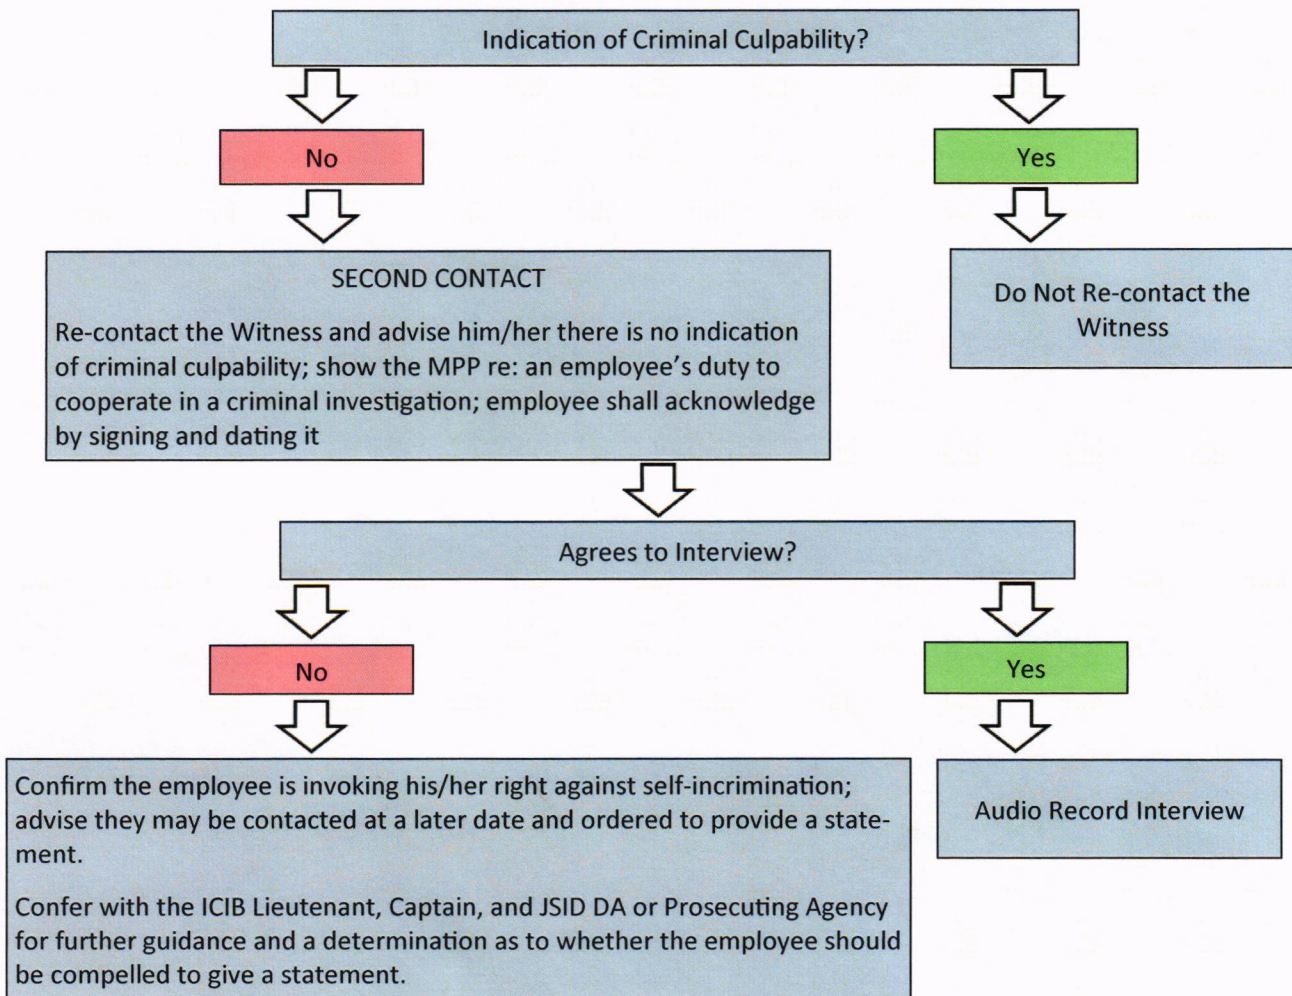 Indication of Criminal Culpability?
No
Yes
SECOND CONTACT
Re-contact the Witness and advise him/her there is no indication
of criminal culpability; show the MPP re: an employee's duty to
cooperate in a criminal investigation; employee shall acknowledge
by signing and dating it
Do Not Re-contact the
Witness
Agrees to Interview?
No
Yes
Confirm the employee is invoking his/her right against self-incrimination;
advise they may be contacted at a later date and ordered to provide a state-
ment.
Confer with the ICIB Lieutenant, Captain, and JSID DA or Prosecuting Agency
for further guidance and a determination as to whether the employee should
be compelled to give a statement.
Audio Record Interview